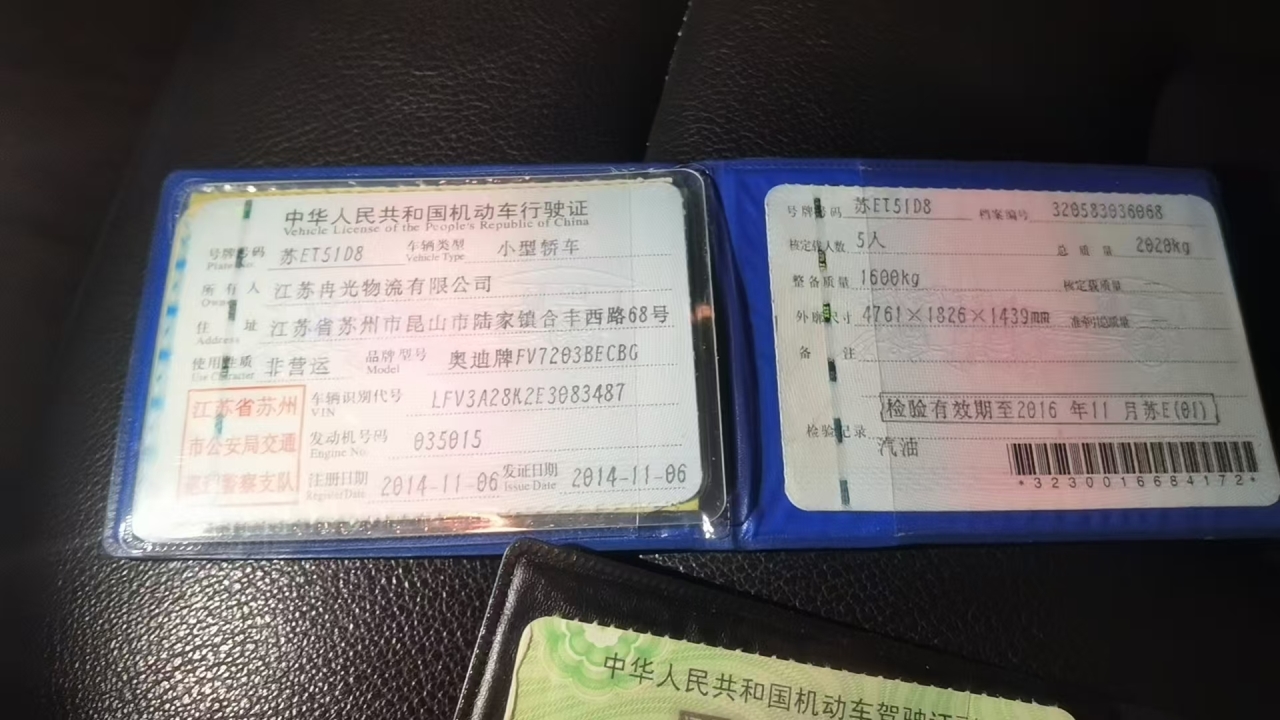 中华人民共和国机动车行驶证
Vehicle License of the People's Republic of China
号牌号码 苏ET51D8 车辆类型 小型轿车
Plate No. Vehicle Type
所有人 江苏冉光物流有限公司
Owner
住址 江苏省苏州市昆山市陆家镇合丰西路68号
Address
使用性质 非营运 品牌型号 奥迪牌FV7203BECBG
Use Character Model
江苏省苏州
市公安局交通
警察支队
车辆识别代号 LFV3A28K2E3083487
VIN
发动机号码 035015
Engine No.
注册日期 2014-11-06 发证日期 2014-11-06
Register Date Issue Date
号牌号码 苏ET51D8 档案编号 320583936068
核定载人数 5人 总质量 2020kg
整备质量 1600kg 核定载质量
外廓尺寸 4761×1826×1439mm 准牵引总质量
备注
检验有效期至2016年11月苏E(01)
检验记录
汽油
*3230016684172*
中华人民共和国机动车驾驶证